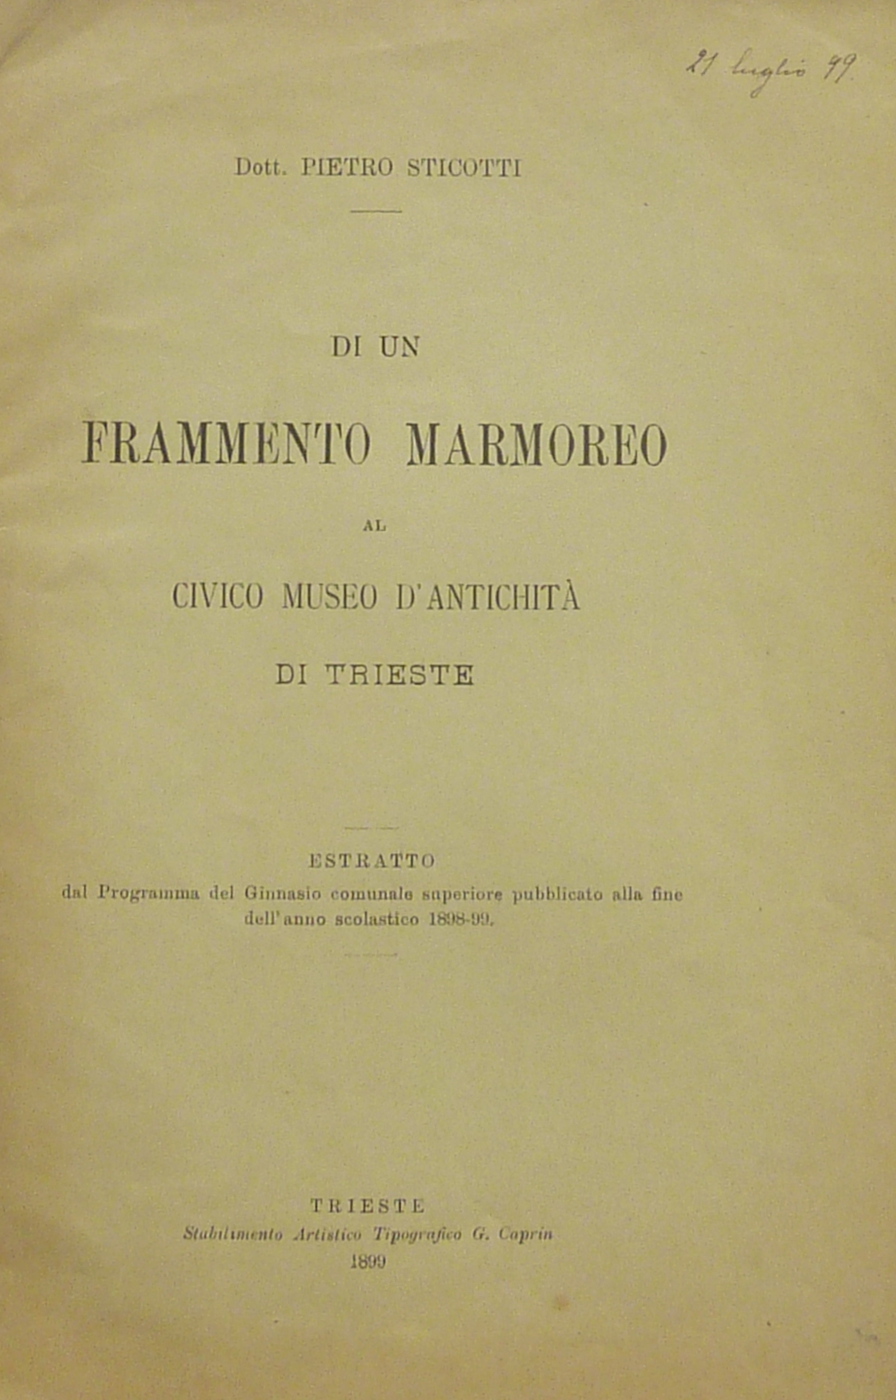 21 luglio 99.
Dott. PIETRO STICOTTI
DI UN
FRAMMENTO MARMOREO
AL
CIVICO MUSEO D'ANTICHITÀ
DI TRIESTE
ESTRATTO
dal Programma del Ginnasio comunale superiore pubblicato alla fine
dell'anno scolastico 1898-99.
TRIESTE
Stabilimento Artistico Tipografico G. Caprin
1899